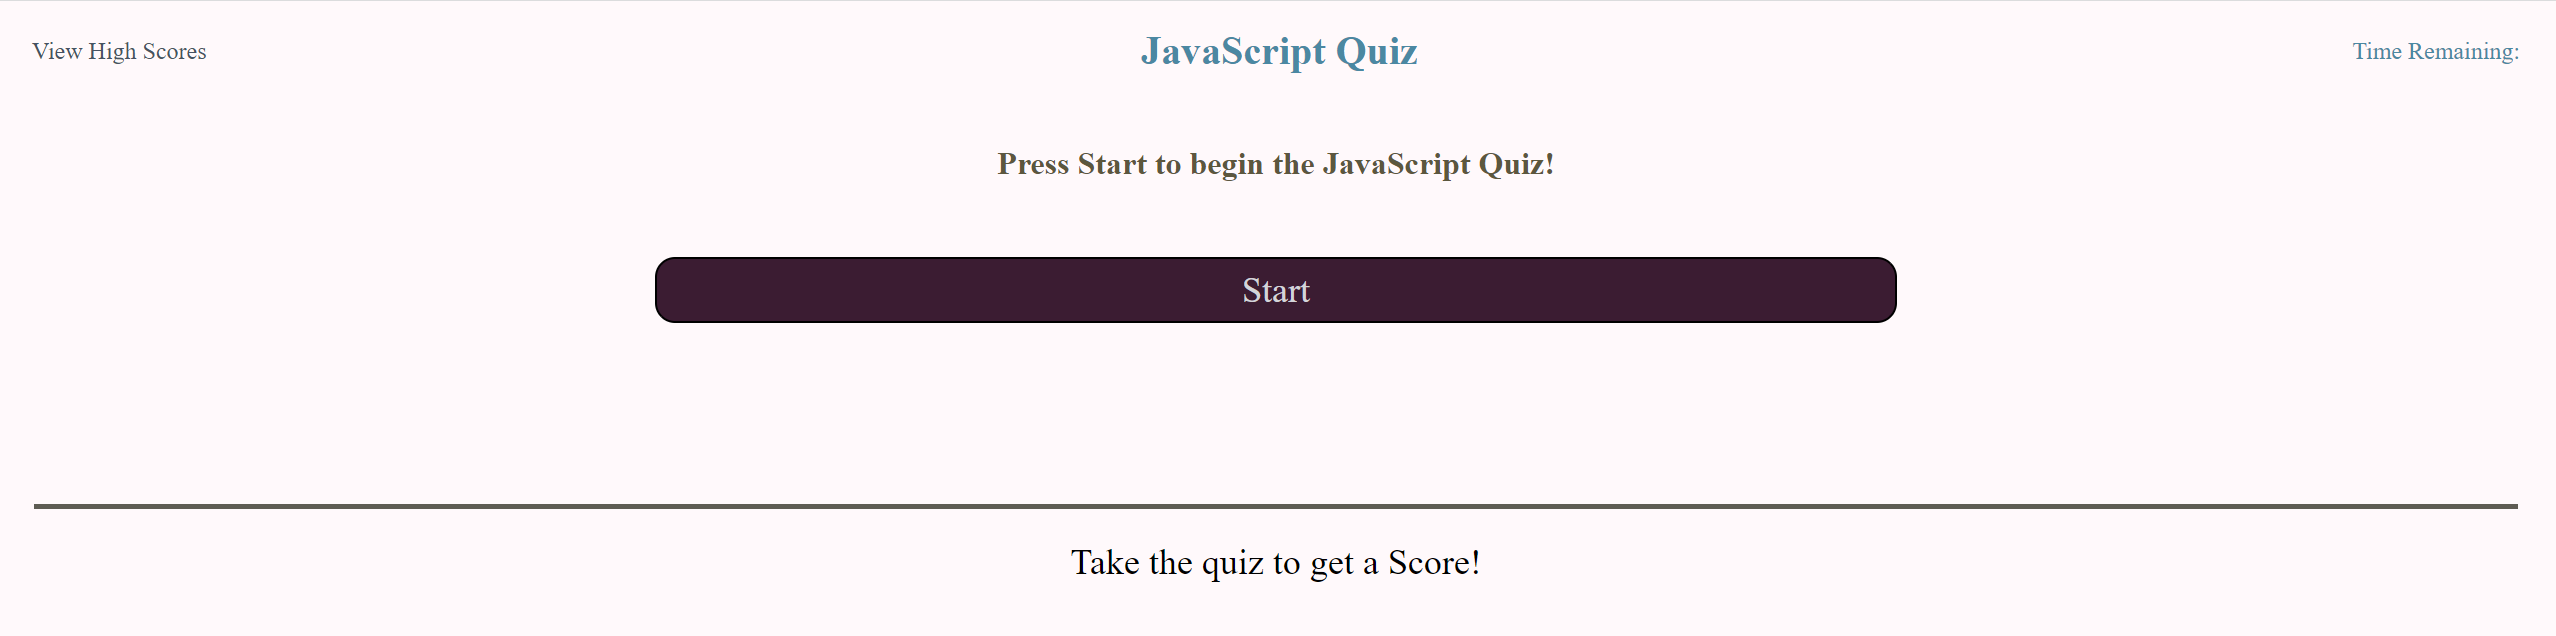 View High Scores
JavaScript Quiz
Time Remaining:
Press Start to begin the JavaScript Quiz!
Start
Take the quiz to get a Score!